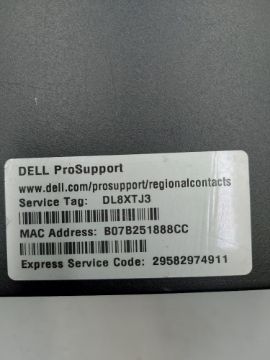 DELL ProSupport
www.dell.com/prosupport/regionalcontacts
Service Tag: DL8XTJ3
MAC Address: B07B251888CC
Express Service Code: 29582974911